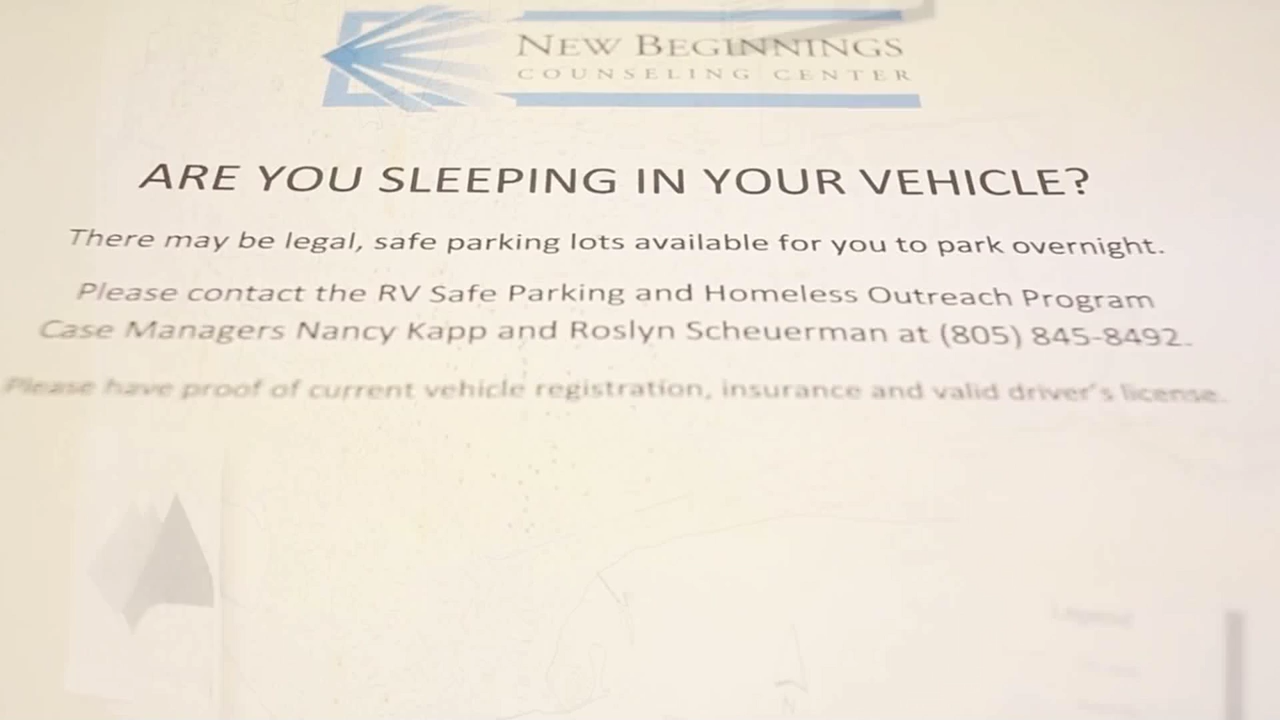 NEW BEGINNINGS
COUNSELING CENTER
ARE YOU SLEEPING IN YOUR VEHICLE?
There may be legal, safe parking lots available for you to park overnight.
Please contact the RV Safe Parking and Homeless Outreach Program
Case Managers Nancy Kapp and Roslyn Scheuerman at (805) 845-8492.
Please have proof of current vehicle registration, insurance and valid driver's license.